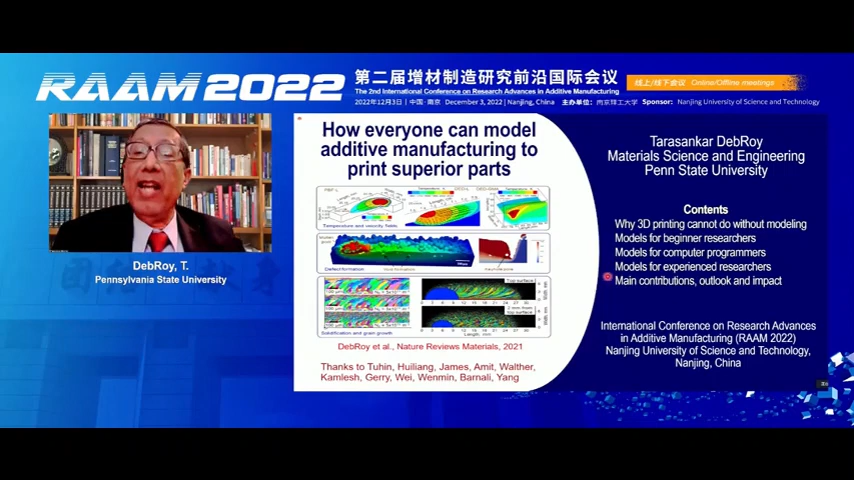 RAAM 2022
第二届增材制造研究前沿国际会议
The 2nd International Conference on Research Advances in Additive Manufacturing
线上/线下会议 Online/Offline meetings
2022年12月3日 | 中国·南京 December 3, 2022 | Nanjing, China 主办单位：南京理工大学 Sponsor: Nanjing University of Science and Technology
DebRoy, T.
Pennsylvania State University
How everyone can model
additive manufacturing to
print superior parts
Temperature and velocity fields
Defect formation
Solidification and grain growth
Top surface
Length, mm
DebRoy et al., Nature Reviews Materials, 2021
Thanks to Tuhin, Huiliang, James, Amit, Walther,
Kamlesh, Gerry, Wei, Wenmin, Barnali, Yang
Tarasankar DebRoy
Materials Science and Engineering
Penn State University
Contents
Why 3D printing cannot do without modeling
Models for beginner researchers
Models for computer programmers
Models for experienced researchers
Main contributions, outlook and impact
International Conference on Research Advances
in Additive Manufacturing (RAAM 2022)
Nanjing University of Science and Technology,
Nanjing, China